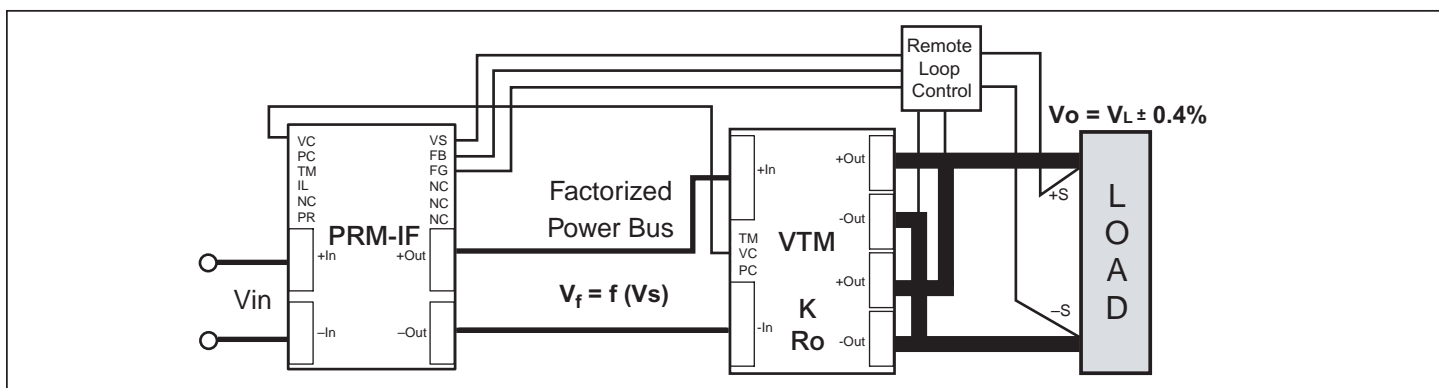 Remote
Loop
Control
Vo = VL ± 0.4%
VC
PC
TM
IL
NC
PR
VS
FB
FG
NC
NC
NC
PRM-IF
+In
+Out
–In
–Out
Vin
Factorized
Power Bus
Vf = f (Vs)
+In
TM
VC
PC
-In
VTM
K
Ro
+Out
-Out
+Out
-Out
+S
–S
L
O
A
D